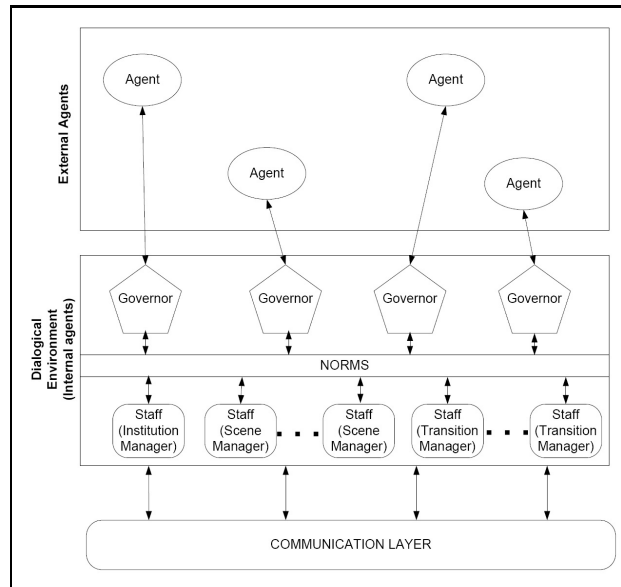 External Agents
Agent
Agent
Agent
Agent
Dialogical
Environment
(Internal agents)
Governor
Governor
Governor
Governor
NORMS
Staff
(Institution
Manager)
Staff
(Scene
Manager)
Staff
(Scene
Manager)
Staff
(Transition
Manager)
Staff
(Transition
Manager)
COMMUNICATION LAYER